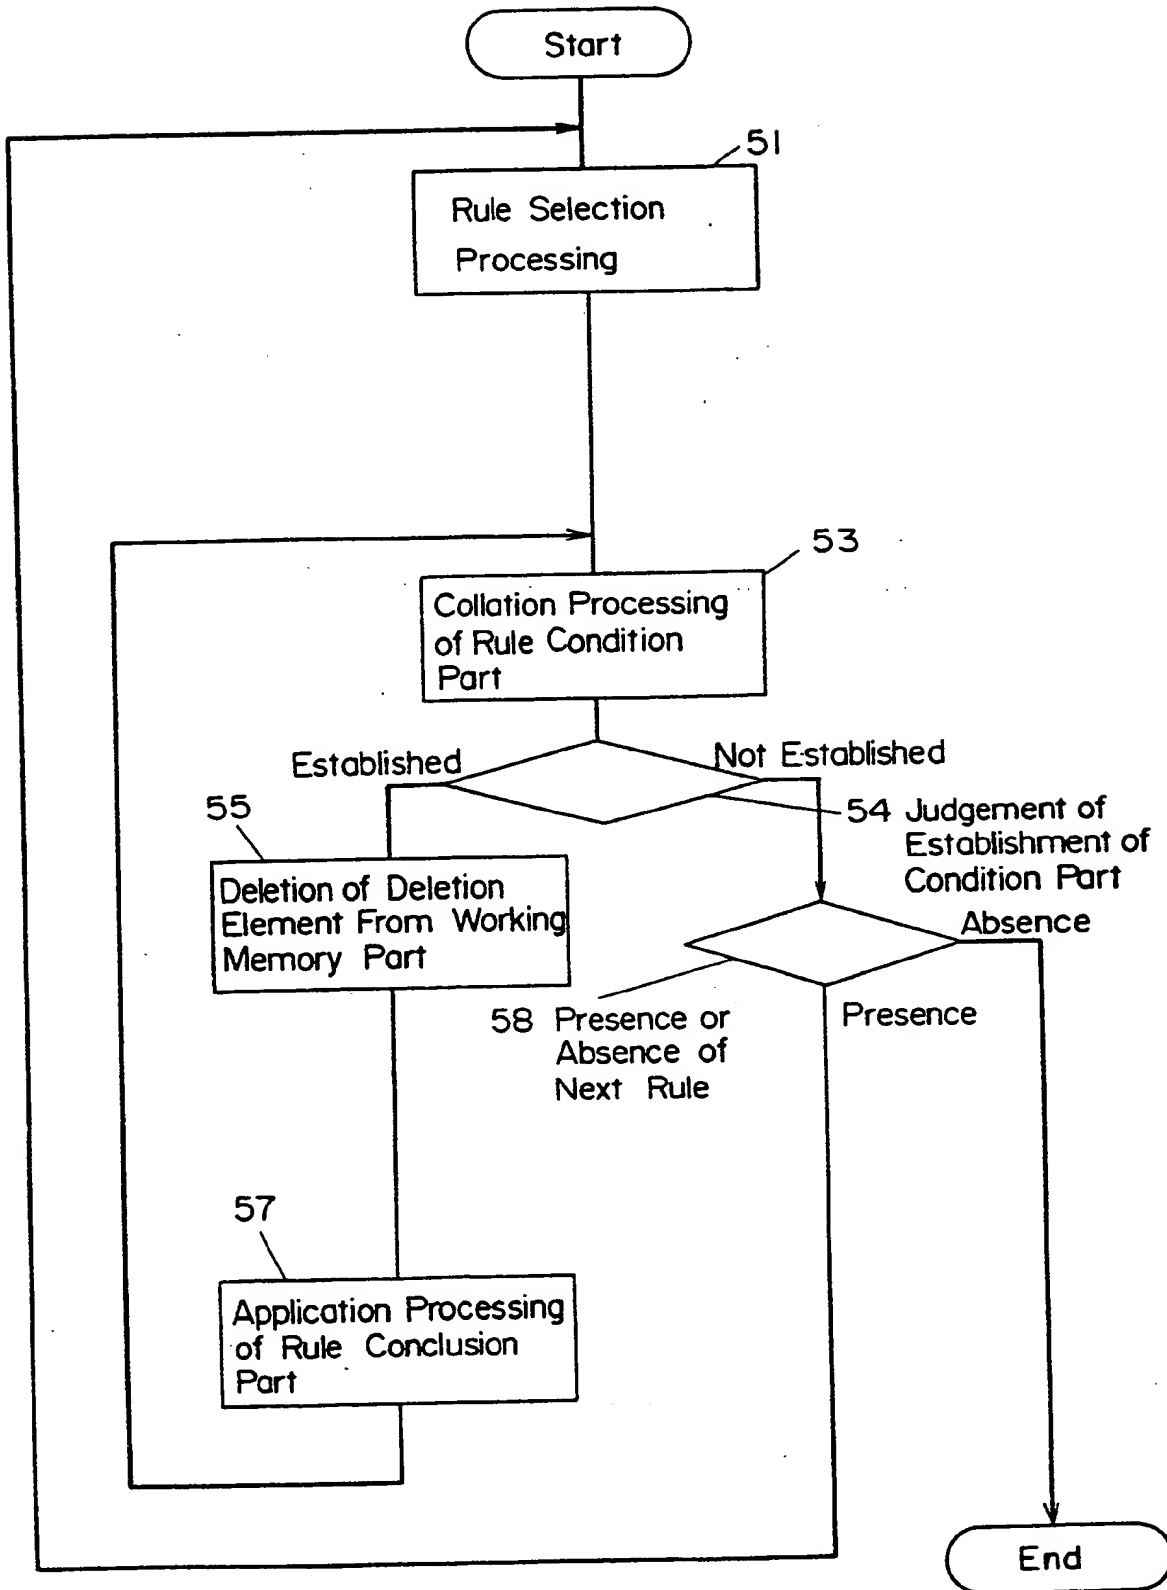 Start
51
Rule Selection
Processing
53
Collation Processing
of Rule Condition
Part
Established
Not Established
54 Judgement of
Establishment of
Condition Part
55
Deletion of Deletion
Element From Working
Memory Part
Absence
58 Presence or
Absence of
Next Rule
Presence
57
Application Processing
of Rule Conclusion
Part
End